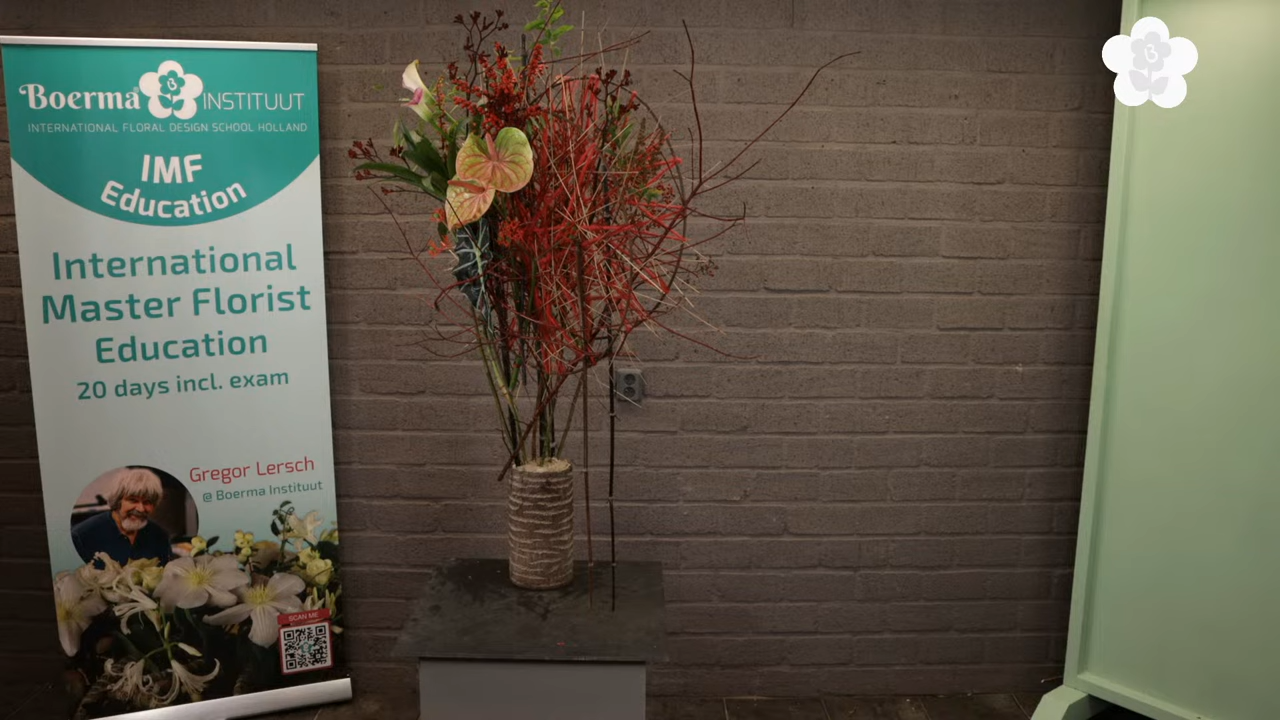 Boerma INSTITUUT
INTERNATIONAL FLORAL DESIGN SCHOOL HOLLAND
IMF
Education
International
Master Florist
Education
20 days incl. exam
Gregor Lersch
@ Boerma Instituut
SCAN ME
B